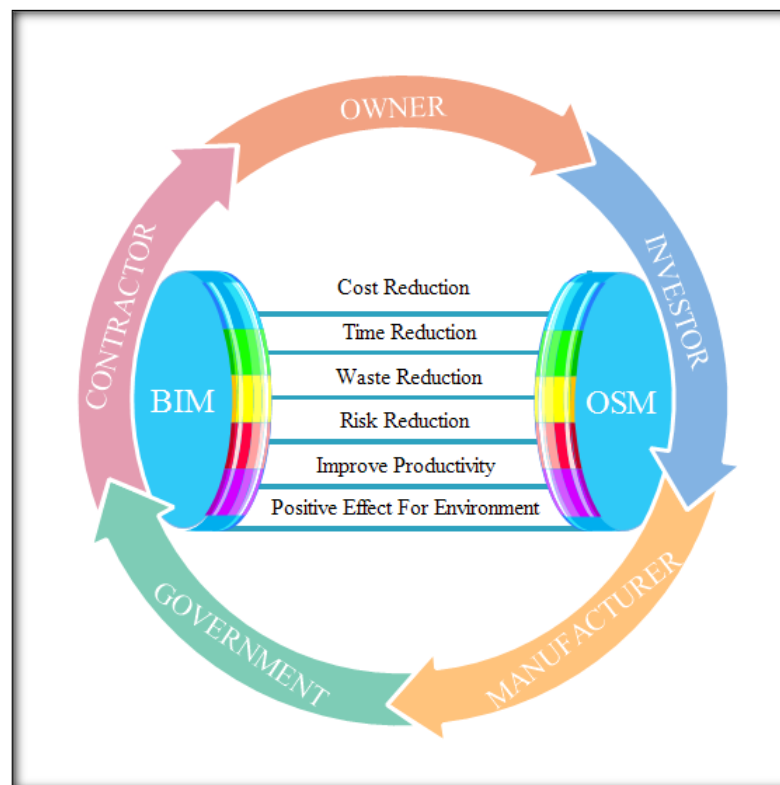 OWNER
INVESTOR
MANUFACTURER
GOVERNMENT
CONTRACTOR
BIM
Cost Reduction
Time Reduction
Waste Reduction
Risk Reduction
Improve Productivity
Positive Effect For Environment
OSM